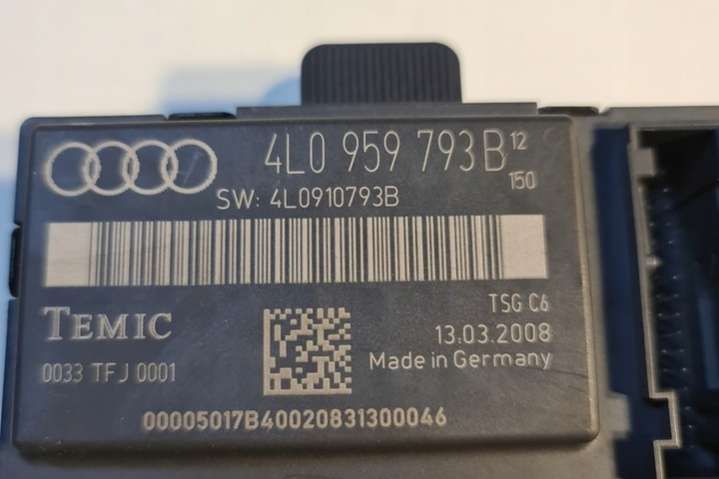 4L0 959 793B 12
150
SW: 4L0910793B
TEMIC
TSG C6
13.03.2008
0033 TFJ 0001
Made in Germany
00005017B40020831300046